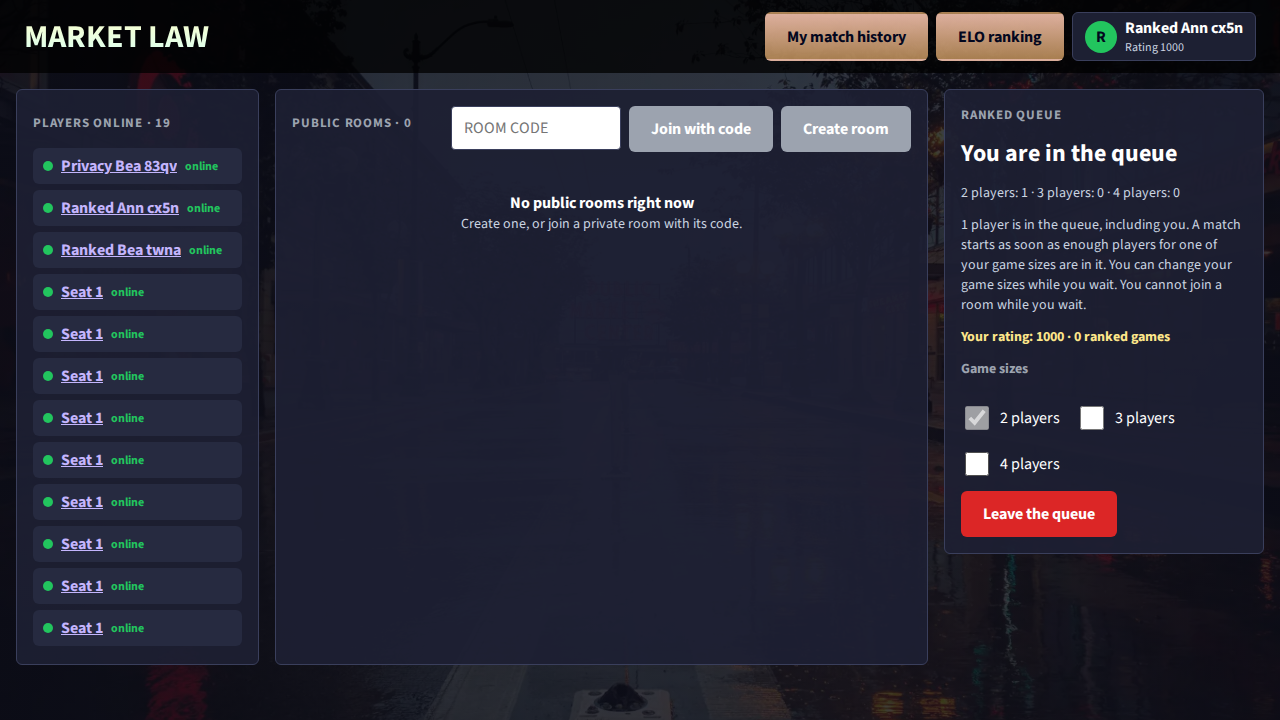 MARKET LAW
My match history
ELO ranking
R
Ranked Ann cx5n
Rating 1000
PLAYERS ONLINE · 19
Privacy Bea 83qv online
Ranked Ann cx5n online
Ranked Bea twna online
Seat 1 online
Seat 1 online
Seat 1 online
Seat 1 online
Seat 1 online
Seat 1 online
Seat 1 online
Seat 1 online
Seat 1 online
PUBLIC ROOMS · 0
ROOM CODE
Join with code
Create room
No public rooms right now
Create one, or join a private room with its code.
RANKED QUEUE
You are in the queue
2 players: 1 · 3 players: 0 · 4 players: 0
1 player is in the queue, including you. A match
starts as soon as enough players for one of
your game sizes are in it. You can change your
game sizes while you wait. You cannot join a
room while you wait.
Your rating: 1000 · 0 ranked games
Game sizes
2 players
3 players
4 players
Leave the queue